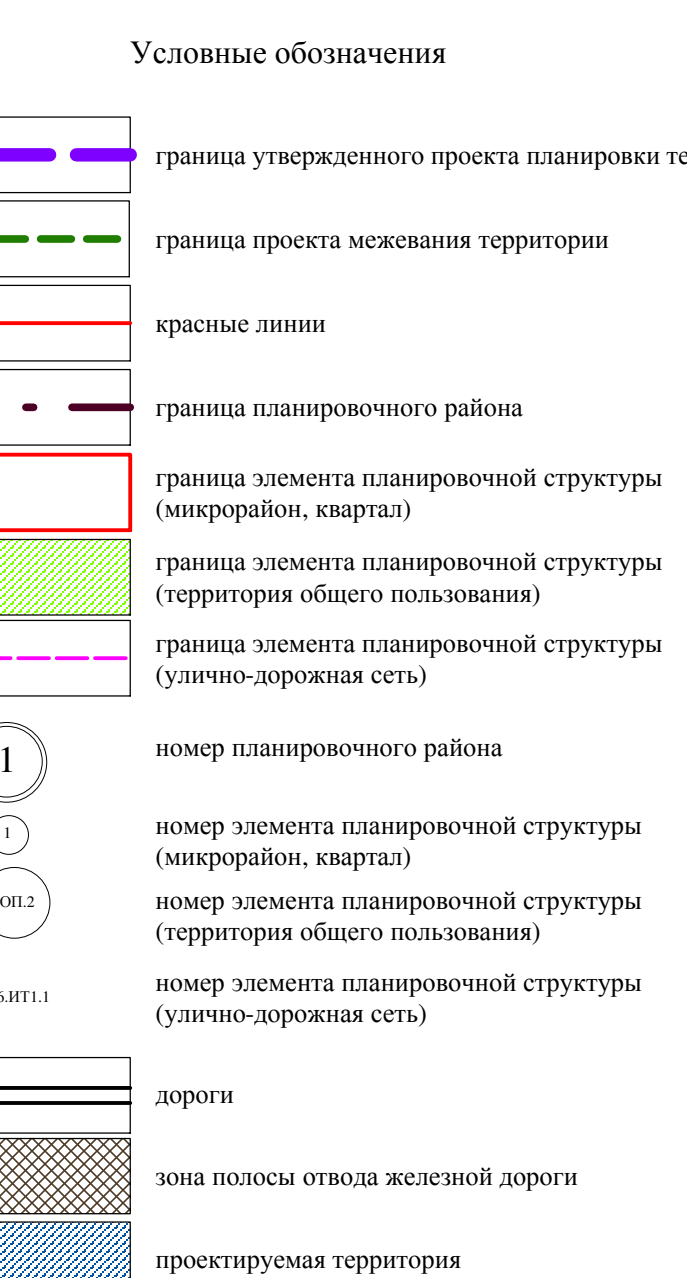 Условные обозначения
граница утвержденного проекта планировки
граница проекта межевания территории
красные линии
граница планировочного района
граница элемента планировочной структуры
(микрорайон, квартал)
граница элемента планировочной структуры
(территория общего пользования)
граница элемента планировочной структуры
(улично-дорожная сеть)
1
номер планировочного района
1
номер элемента планировочной структуры
(микрорайон, квартал)
ОП.2
номер элемента планировочной структуры
(территория общего пользования)
6.ИТ1.1
номер элемента планировочной структуры
(улично-дорожная сеть)
дороги
зона полосы отвода железной дороги
проектируемая территория